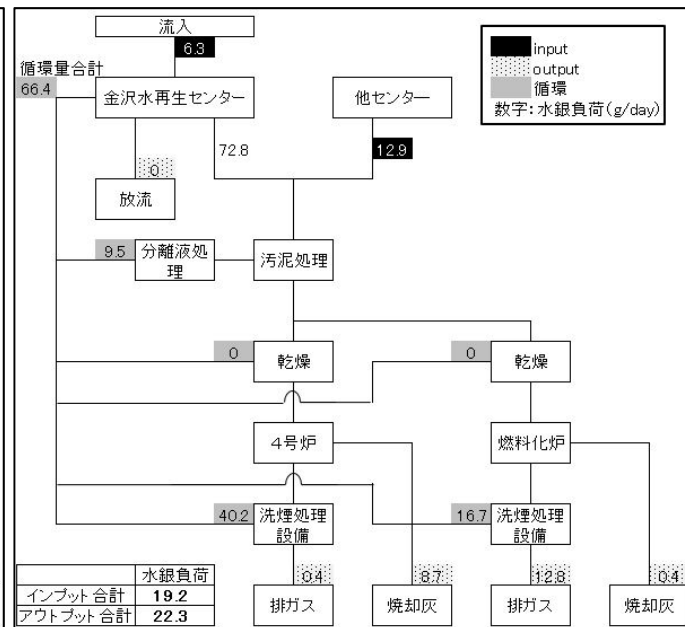 流入
6.3
循環量合計
66.4
金沢水再生センター
他センター
input
output
循環
数字：水銀負荷(g/day)
0
72.8
12.9
放流
9.5
分離液処
理
汚泥処理
0
乾燥
0
乾燥
4号炉
燃料化炉
40.2
洗煙処理
設備
16.7
洗煙処理
設備
0.4
8.7
12.8
0.4
排ガス
焼却灰
排ガス
焼却灰
水銀負荷
インプット合計 19.2
アウトプット合計 22.3